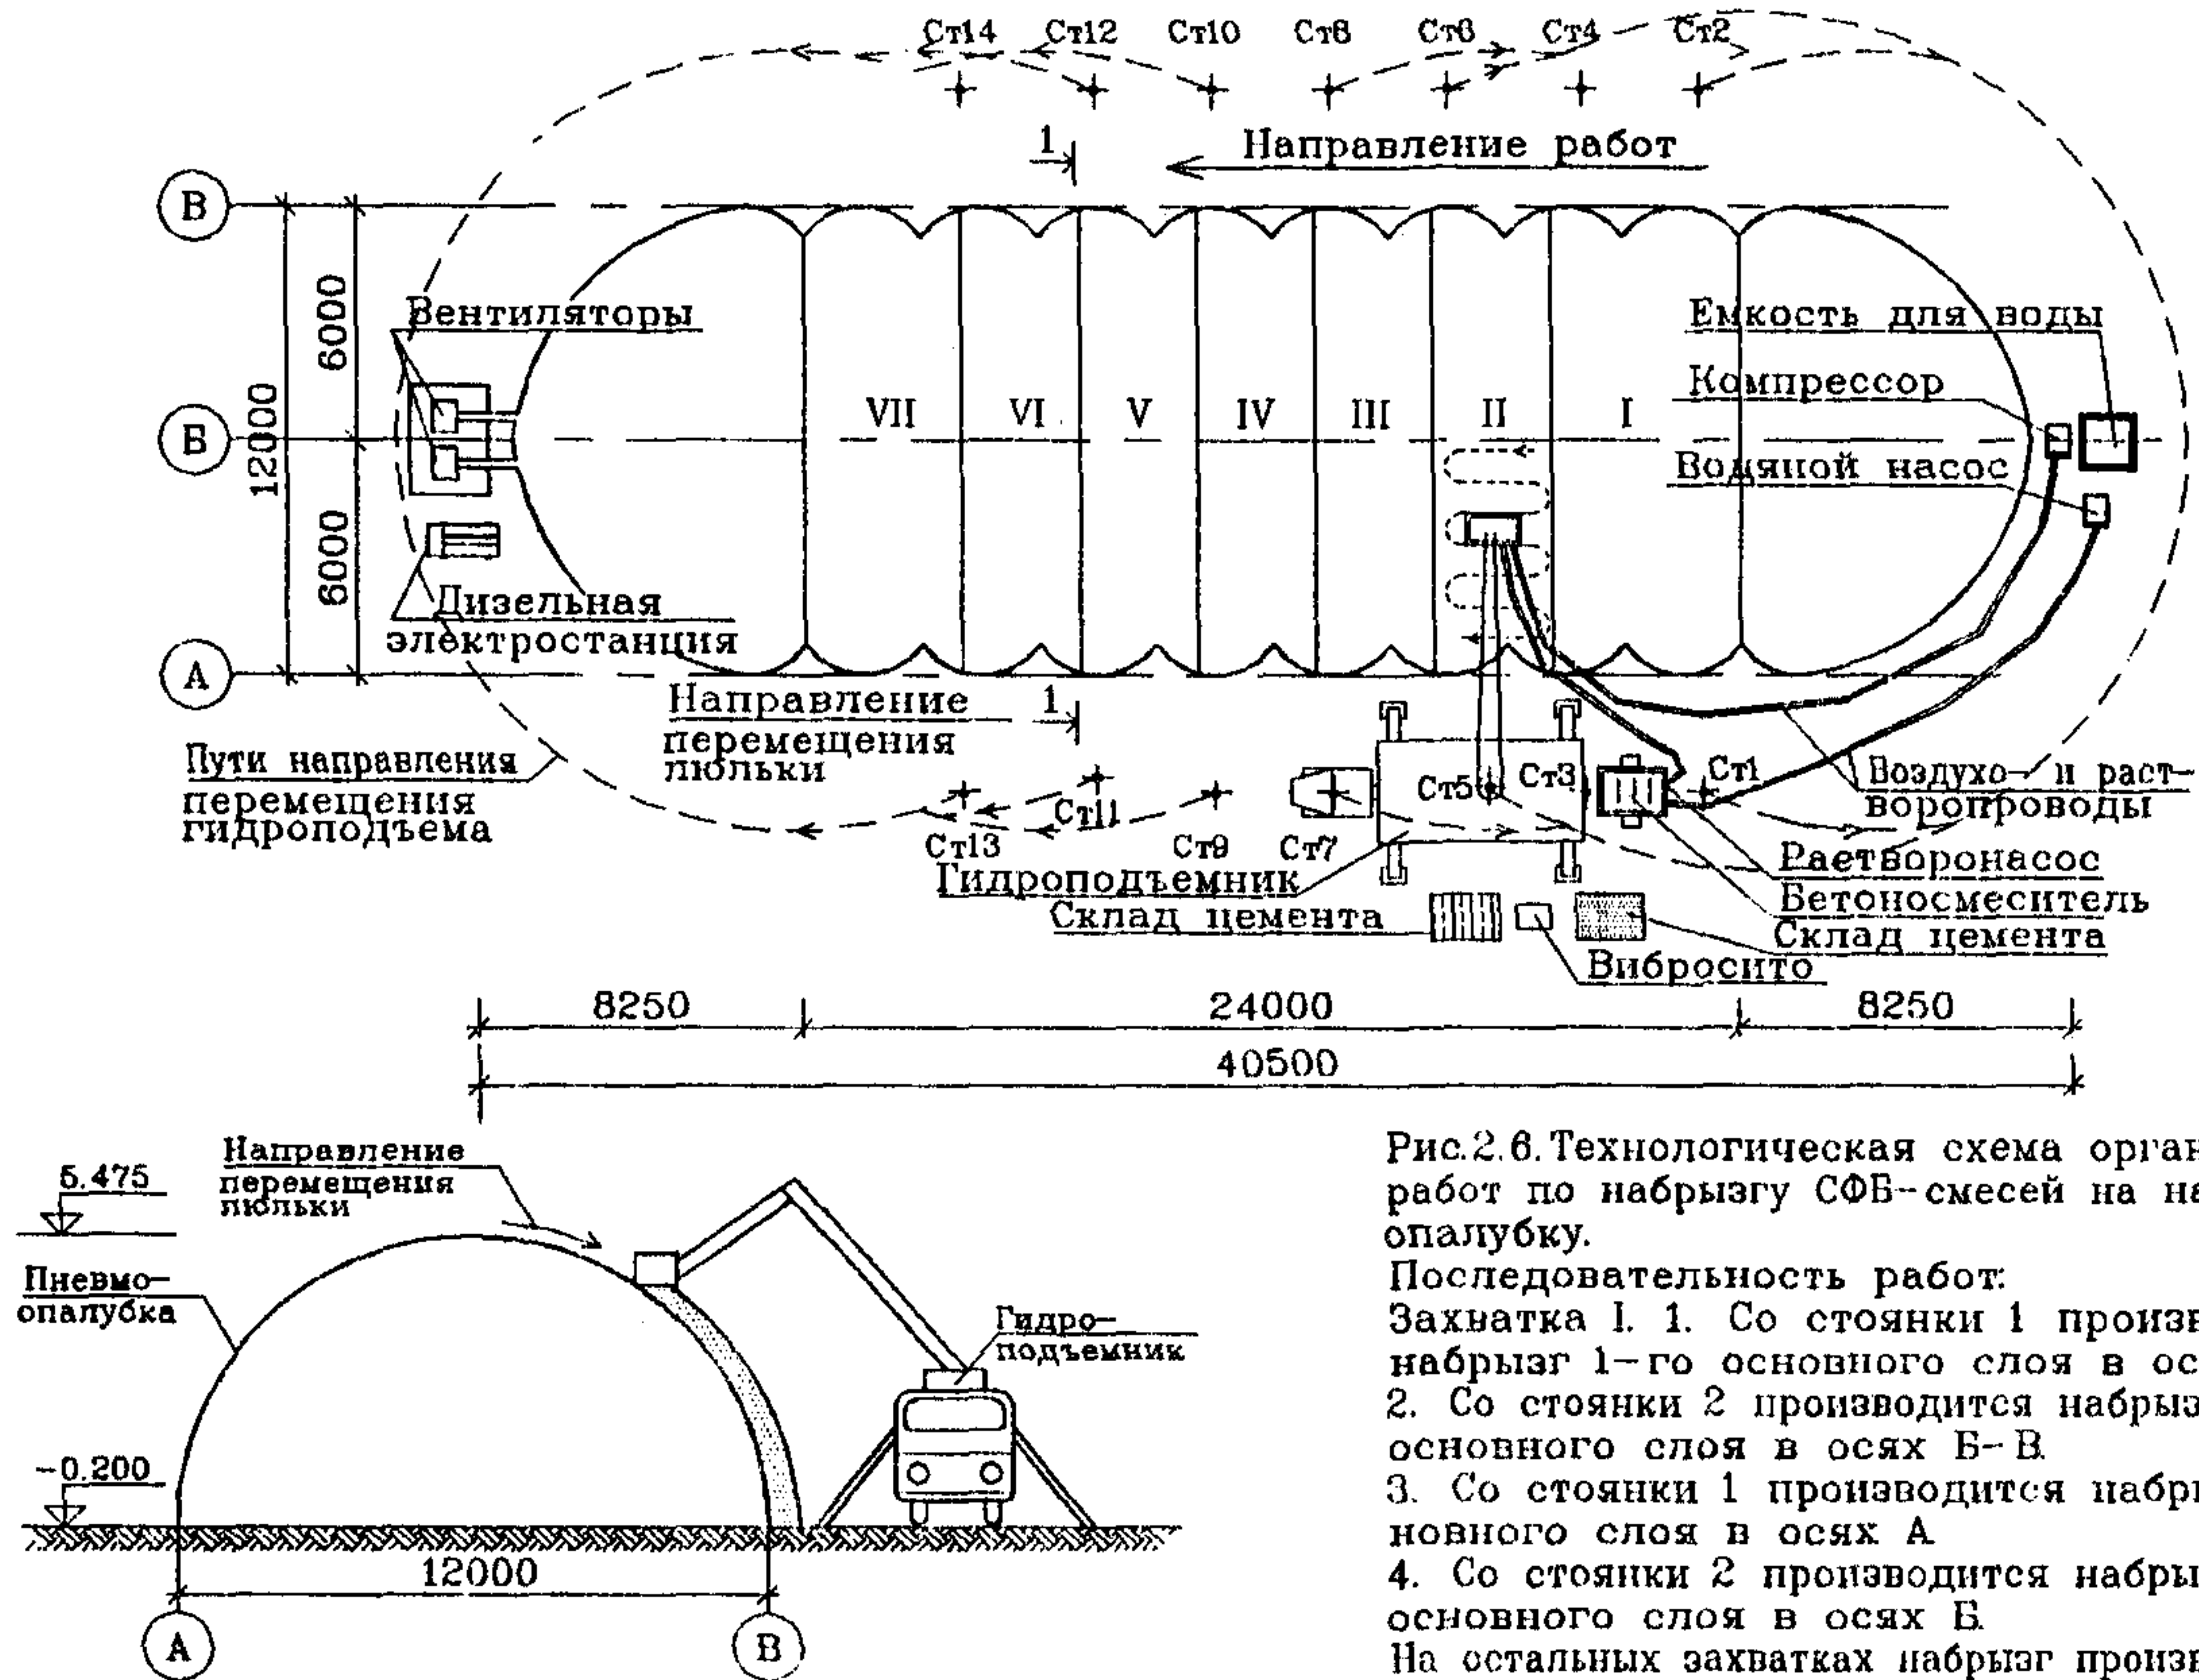 Ст14 Ст12 Ст10 Ст8 Ст6 Ст4 Ст2
1
Направление работ
В
Вентиляторы
6000
12000
Емкость для воды
Компрессор
VII VI V IV III II I
Б
Водяной насос
6000
Дизельная
электростанция
А
Направление
перемещения
люльки
1
Пути направления
перемещения
гидроподъема
Ст13
Ст11
Ст9
Ст7
Ст5
Ст3
Ст1
Воздухо- и раст-
воропроводы
Гидроподъемник
Склад цемента
Растворонасос
Бетоносмеситель
Склад цемента
Вибросито
8250
24000
8250
40500
5.475
Направление
перемещения
люльки
Пневмо-
опалубка
Гидро-
подъемник
-0.200
12000
А
В
Рис.2.6. Технологическая схема орган
работ по набрызгу СФБ-смесей на на
опалубку.
Последовательность работ:
Захватка I. 1. Со стоянки 1 произв
набрызг 1-го основного слоя в ос
2. Со стоянки 2 производится набрыз
основного слоя в осях Б-В.
3. Со стоянки 1 производится набры
новного слоя в осях А
4. Со стоянки 2 производится набры
основного слоя в осях Б.
На остальных захватках набрызг произв